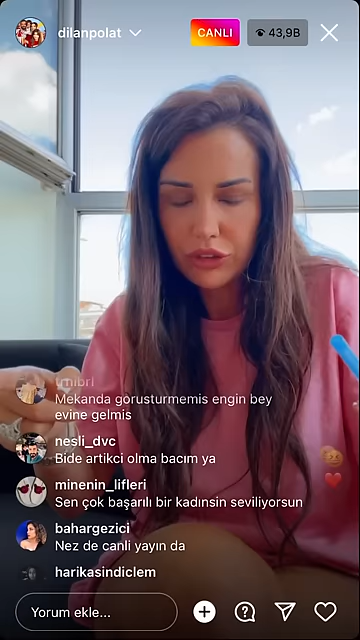 dilanpolat
CANLI
43,9B
Mekanda gorusturmemis engin bey
evine gelmis
nesli_dvc
Bide artikci olma bacım ya
minenin_lifleri
Sen çok başarılı bir kadınsin seviliyorsun
bahargezici
Nez de canli yayın da
harikasindiclem
Yorum ekle...